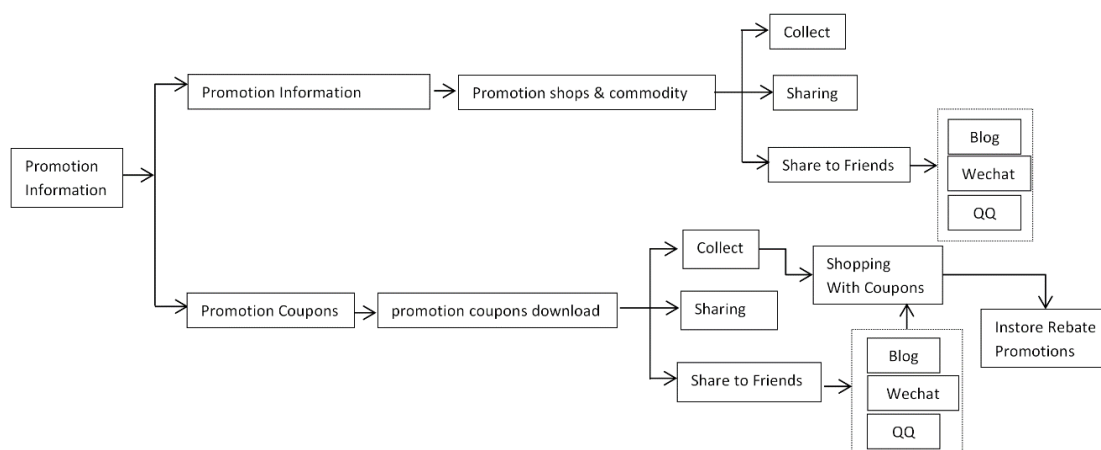 Promotion
Information
Promotion Information
Promotion shops & commodity
Collect
Sharing
Share to Friends
Blog
Wechat
QQ
Promotion Coupons
promotion coupons download
Collect
Sharing
Share to Friends
Blog
Wechat
QQ
Shopping
With Coupons
Instore Rebate
Promotions